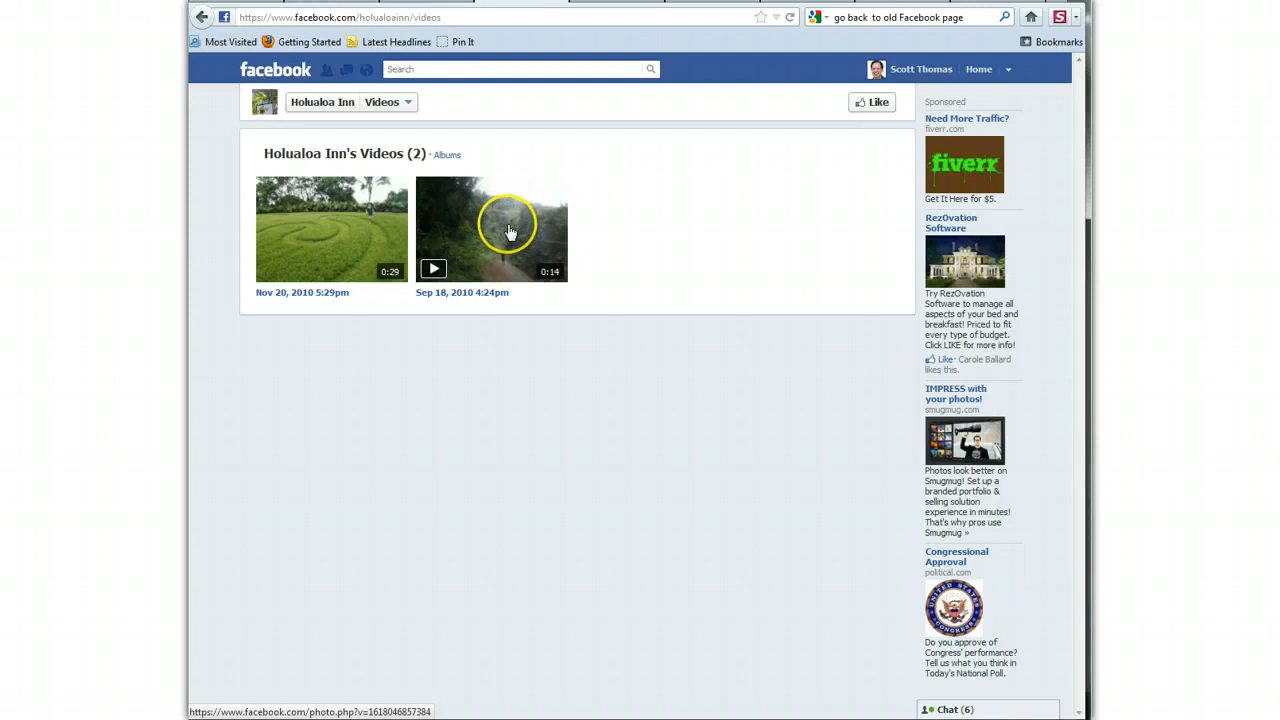 https://www.facebook.com/holualoainn/videos
go back to old Facebook page
S
Most Visited
Getting Started
Latest Headlines
Pin It
Bookmarks
facebook
Search
Scott Thomas
Home
Holualoa Inn
Videos
Like
Holualoa Inn's Videos (2) · Albums
0:29
0:14
Nov 20, 2010 5:29pm
Sep 18, 2010 4:24pm
Sponsored
Need More Traffic?
fiverr.com
fiverr
Get It Here for $5.
RezOvation
Software
Try RezOvation
Software to manage all
aspects of your bed and
breakfast! Priced to fit
every type of budget.
Click LIKE for more info!
Like · Carole Ballard
likes this.
IMPRESS with
your photos!
smugmug.com
Photos look better on
Smugmug! Set up a
branded portfolio &
selling solution
experience in minutes!
That's why pros use
Smugmug »
Congressional
Approval
political.com
UNITED STATES
CONGRESS
Do you approve of
Congress' performance?
Tell us what you think in
Today's National Poll.
Chat (6)
https://www.facebook.com/photo.php?v=1618046857384